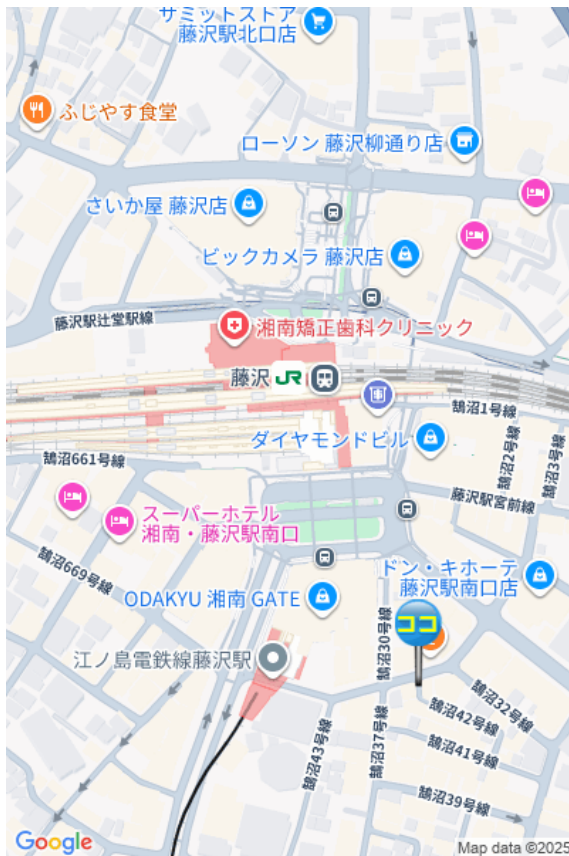 サミットストア
藤沢駅北口店
ふじやす食堂
ローソン 藤沢柳通り店
さいか屋 藤沢店
ビックカメラ 藤沢店
藤沢駅辻堂駅線
湘南矯正歯科クリニック
藤沢 JR
鵠沼1号線
ダイヤモンドビル
鵠沼2号線
鵠沼3号線
鵠沼661号線
藤沢駅宮前線
スーパーホテル
湘南・藤沢駅南口
鵠沼669号線
ドン・キホーテ
藤沢駅南口店
ODAKYU 湘南 GATE
ココ
鵠沼30号線
江ノ島電鉄線藤沢駅
鵠沼32号線
鵠沼42号線
鵠沼43号線
鵠沼37号線
鵠沼41号線
鵠沼39号線
Google
Map data ©2025